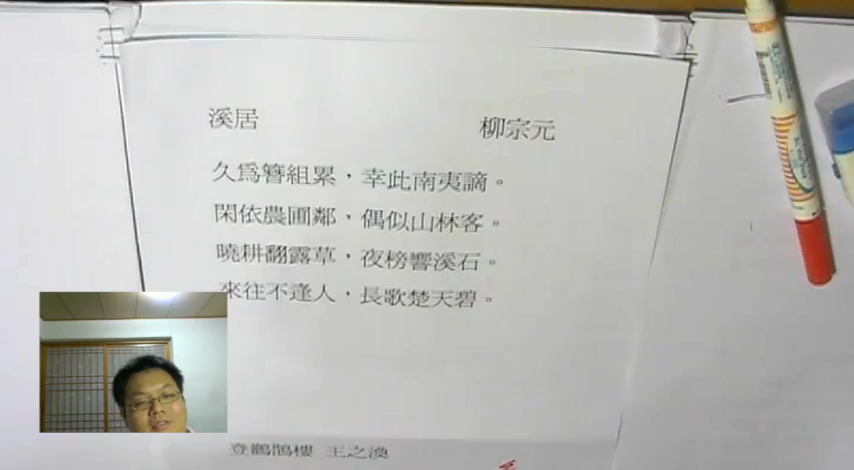 溪居 柳宗元
久為簪組累，幸此南夷謫。
閑依農圃鄰，偶似山林客。
曉耕翻露草，夜榜響溪石。
來往不逢人，長歌楚天碧。
登鸛鵲樓 王之渙